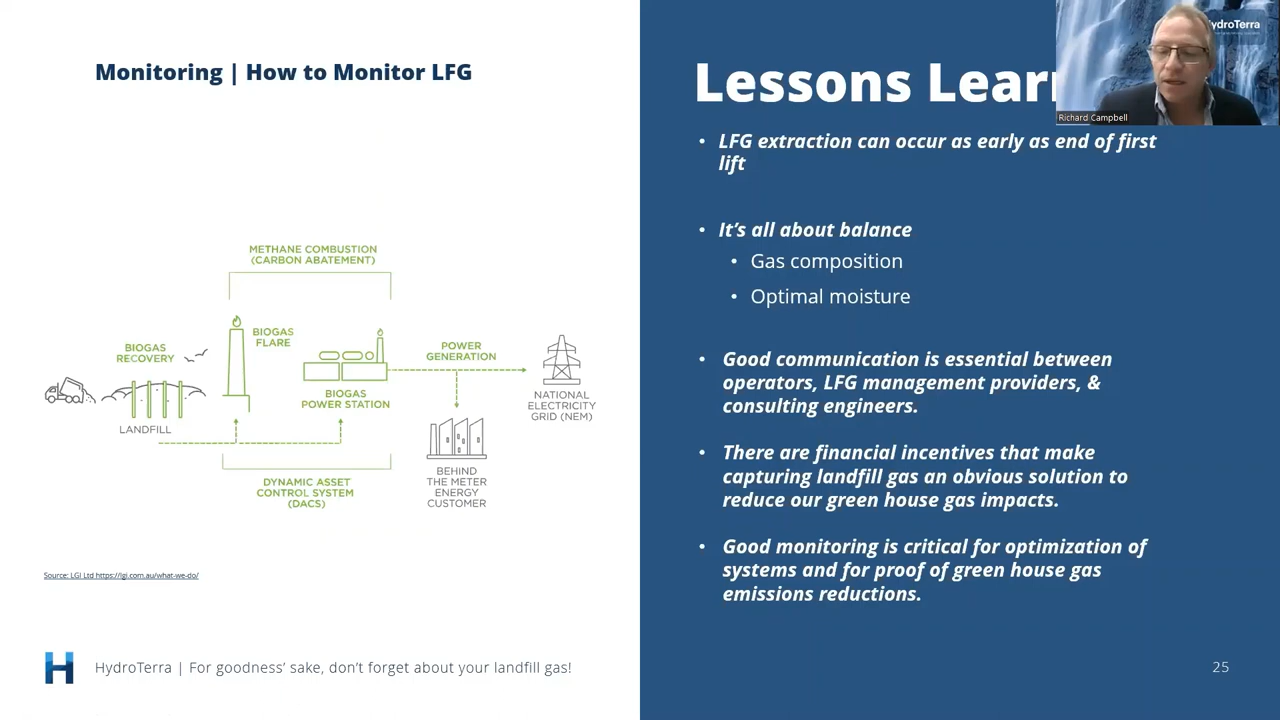 Monitoring | How to Monitor LFG
METHANE COMBUSTION
(CARBON ABATEMENT)
BIOGAS
RECOVERY
BIOGAS
FLARE
POWER
GENERATION
BIOGAS
POWER STATION
LANDFILL
NATIONAL
ELECTRICITY
GRID (NEM)
BEHIND
THE METER
ENERGY
CUSTOMER
DYNAMIC ASSET
CONTROL SYSTEM
(DACS)
Source: LGI Ltd https://lgi.com.au/what-we-do/
HydroTerra | For goodness’ sake, don’t forget about your landfill gas!
Lessons
• LFG extraction can occur as early as end of first
lift
• It’s all about balance
• Gas composition
• Optimal moisture
• Good communication is essential between
operators, LFG management providers, &
consulting engineers.
• There are financial incentives that make
capturing landfill gas an obvious solution to
reduce our green house gas impacts.
• Good monitoring is critical for optimization of
systems and for proof of green house gas
emissions reductions.
25
Richard Campbell